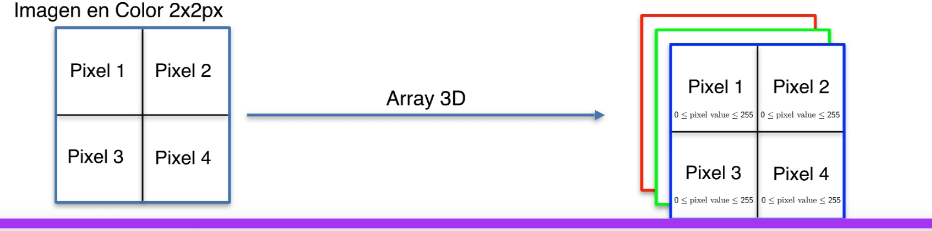 Imagen en Color 2x2px
Pixel 1 Pixel 2
Pixel 3 Pixel 4
Array 3D
Pixel 1 Pixel 2
0 ≤ pixel value ≤ 255 0 ≤ pixel value ≤ 255
Pixel 3 Pixel 4
0 ≤ pixel value ≤ 255 0 ≤ pixel value ≤ 255